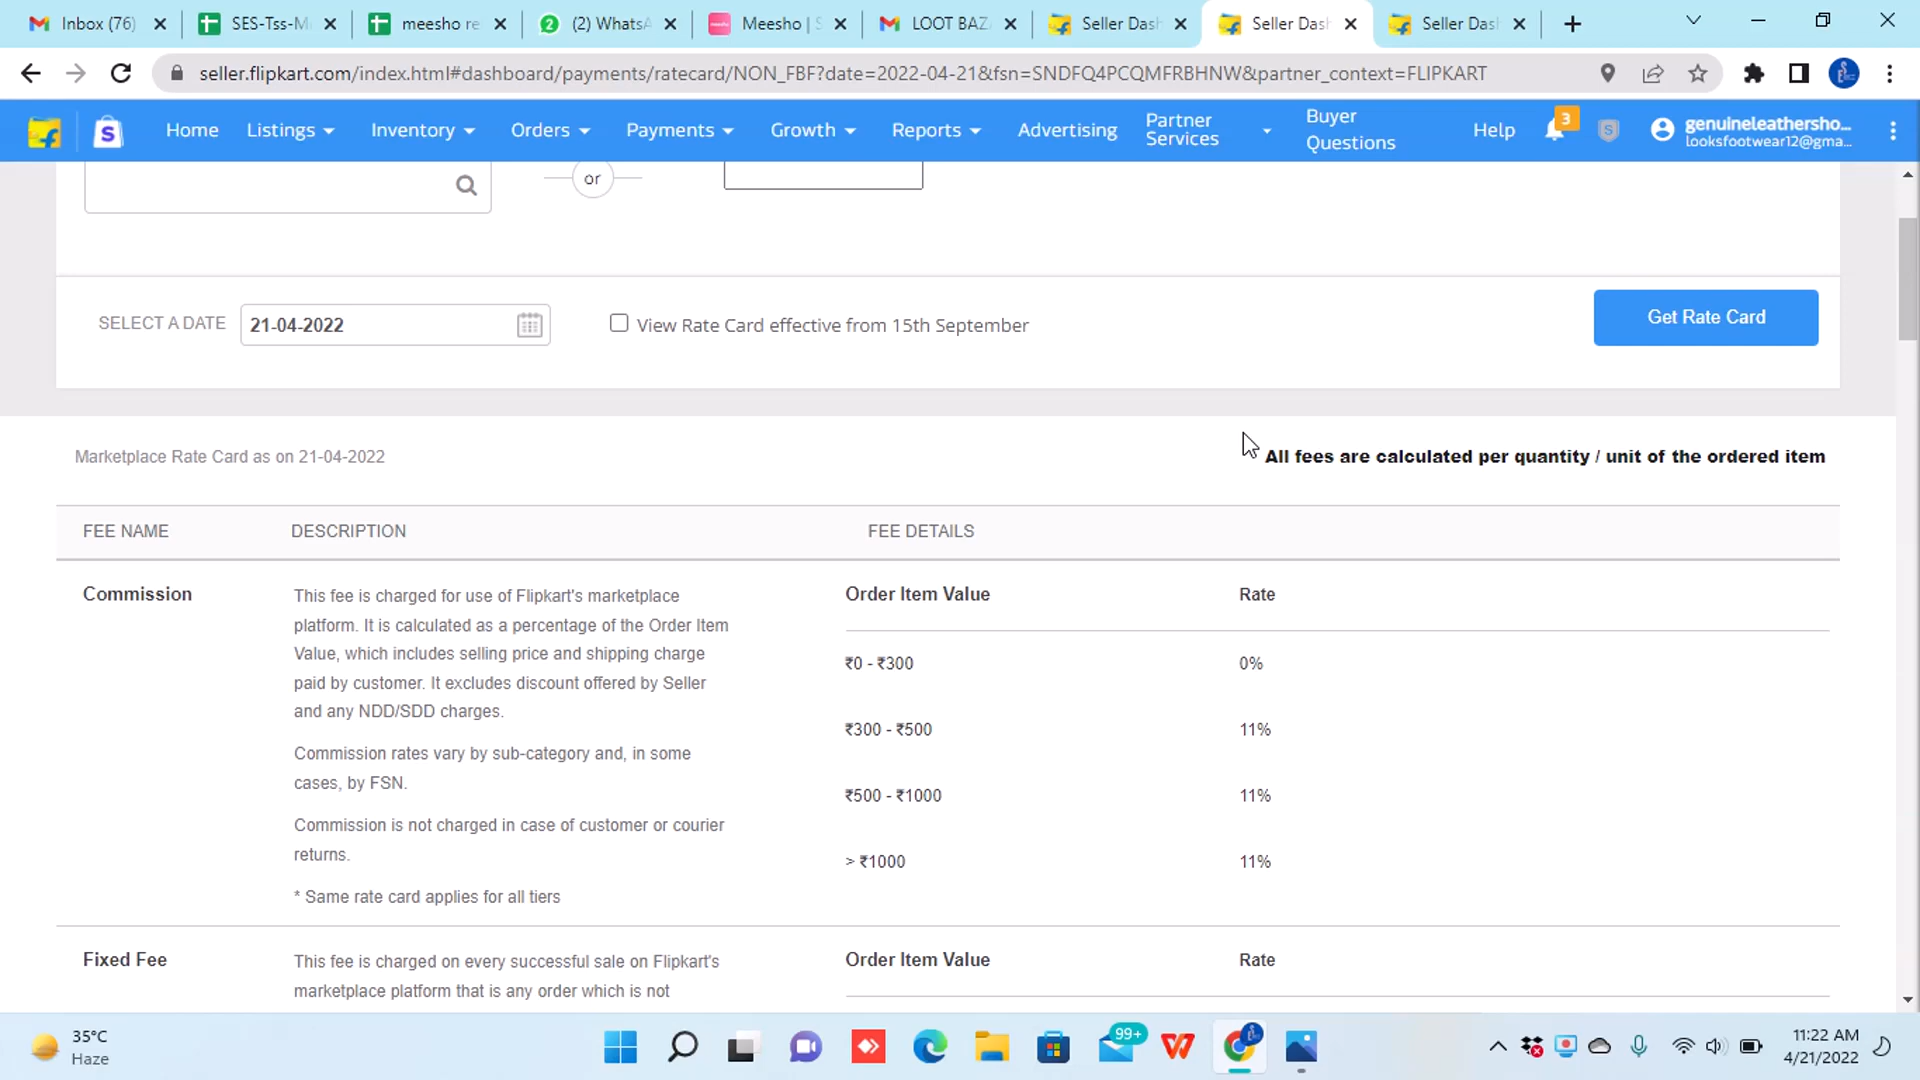 Inbox (76)
SES-Tss-M
meesho re
(2) WhatsA
Meesho | S
LOOT BAZ
Seller Das
Seller Das
Seller Das
seller.flipkart.com/index.html#dashboard/payments/ratecard/NON_FBF?date=2022-04-21&fsn=SNDFQ4PCQMFRBHNW&partner_context=FLIPKART
Home
Listings
Inventory
Orders
Payments
Growth
Reports
Advertising
Partner
Services
Buyer
Questions
Help
3
genuineleathersho...
looksfootwear12@gma...
or
SELECT A DATE
21-04-2022
View Rate Card effective from 15th September
Get Rate Card
Marketplace Rate Card as on 21-04-2022
All fees are calculated per quantity / unit of the ordered item
FEE NAME
DESCRIPTION
FEE DETAILS
Commission
This fee is charged for use of Flipkart's marketplace
platform. It is calculated as a percentage of the Order Item
Value, which includes selling price and shipping charge
paid by customer. It excludes discount offered by Seller
and any NDD/SDD charges.
Commission rates vary by sub-category and, in some
cases, by FSN.
Commission is not charged in case of customer or courier
returns.
* Same rate card applies for all tiers
Order Item Value
Rate
₹0 - ₹300
0%
₹300 - ₹500
11%
₹500 - ₹1000
11%
> ₹1000
11%
Fixed Fee
This fee is charged on every successful sale on Flipkart's
marketplace platform that is any order which is not
Order Item Value
Rate
35°C
Haze
99+
11:22 AM
4/21/2022